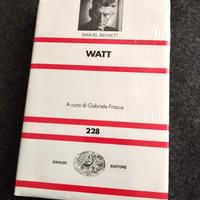 SAMUEL BECKETT
WATT
A cura di Gabriele Frasca
228
EINAUDI EDITORE